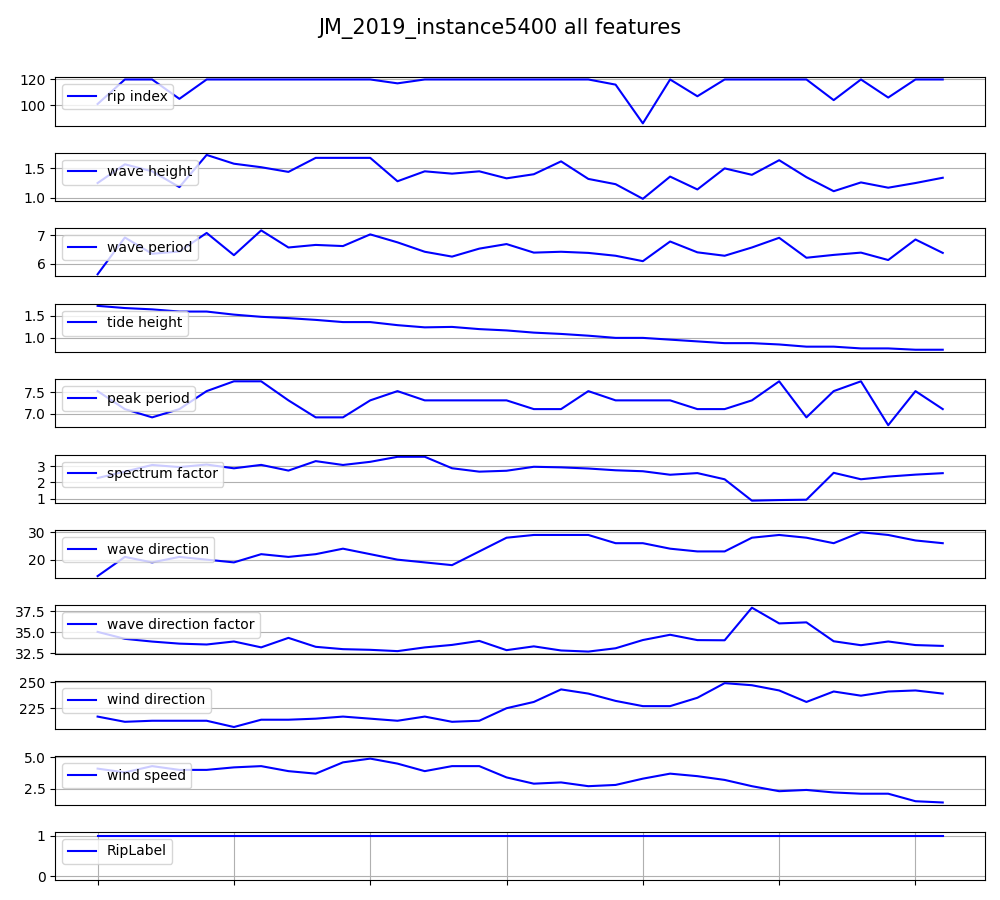 JM_2019_instance5400 all features
120
100
rip index
1.5
1.0
wave height
7
6
wave period
1.5
1.0
tide height
7.5
7.0
peak period
3
2
1
spectrum factor
30
20
wave direction
37.5
35.0
32.5
wave direction factor
250
225
wind direction
5.0
2.5
wind speed
1
0
RipLabel